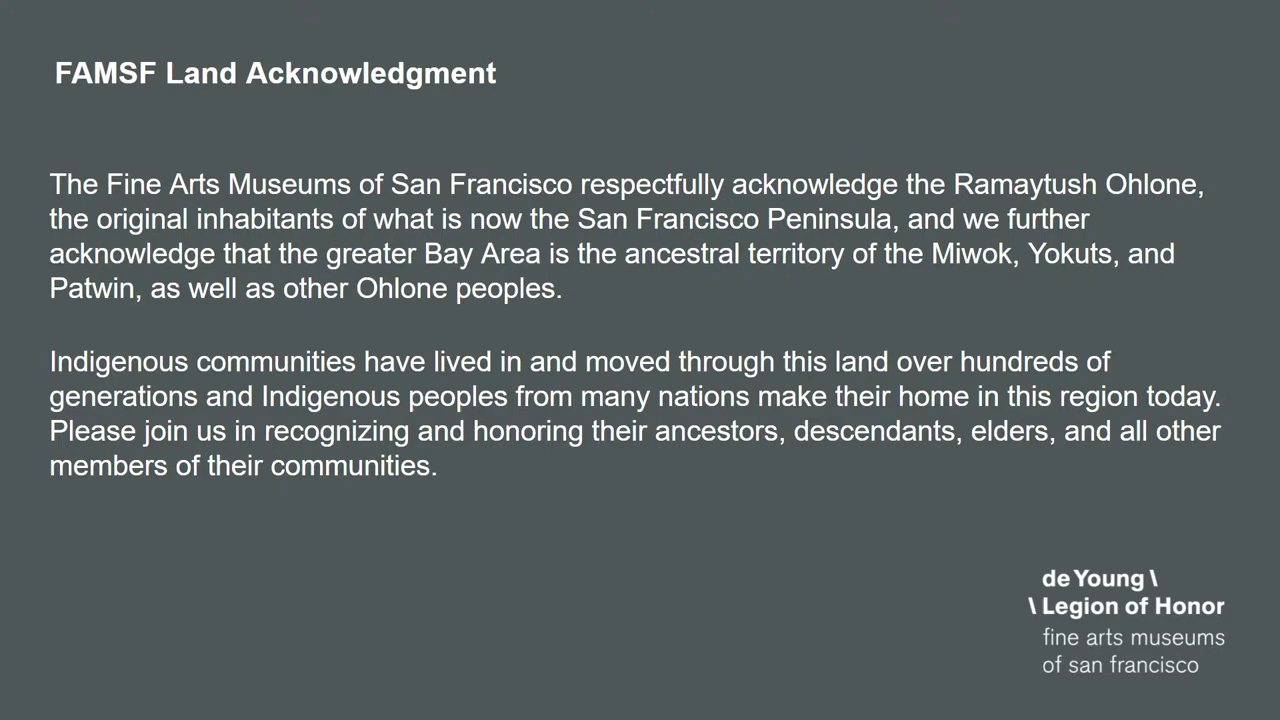 FAMSF Land Acknowledgment
The Fine Arts Museums of San Francisco respectfully acknowledge the Ramaytush Ohlone,
the original inhabitants of what is now the San Francisco Peninsula, and we further
acknowledge that the greater Bay Area is the ancestral territory of the Miwok, Yokuts, and
Patwin, as well as other Ohlone peoples.
Indigenous communities have lived in and moved through this land over hundreds of
generations and Indigenous peoples from many nations make their home in this region today.
Please join us in recognizing and honoring their ancestors, descendants, elders, and all other
members of their communities.
de Young \
\ Legion of Honor
fine arts museums
of san francisco